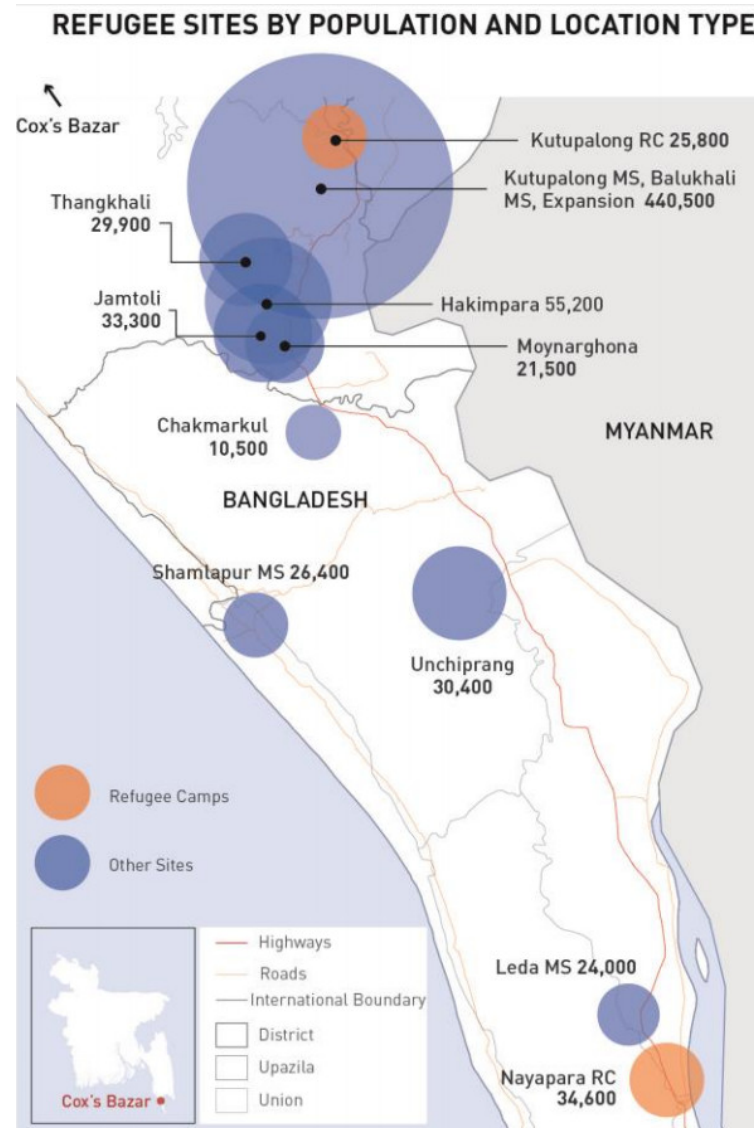 REFUGEE SITES BY POPULATION AND LOCATION TYPE
Cox's Bazar
Kutupalong RC 25,800
Kutupalong MS, Balukhali
MS, Expansion 440,500
Thangkhali
29,900
Jamtoli
33,300
Hakimpara 55,200
Moynarghona
21,500
Chakmarkul
10,500
MYANMAR
BANGLADESH
Shamlapur MS 26,400
Unchiprang
30,400
Refugee Camps
Other Sites
Highways
Roads
International Boundary
District
Upazila
Union
Cox's Bazar
Leda MS 24,000
Nayapara RC
34,600